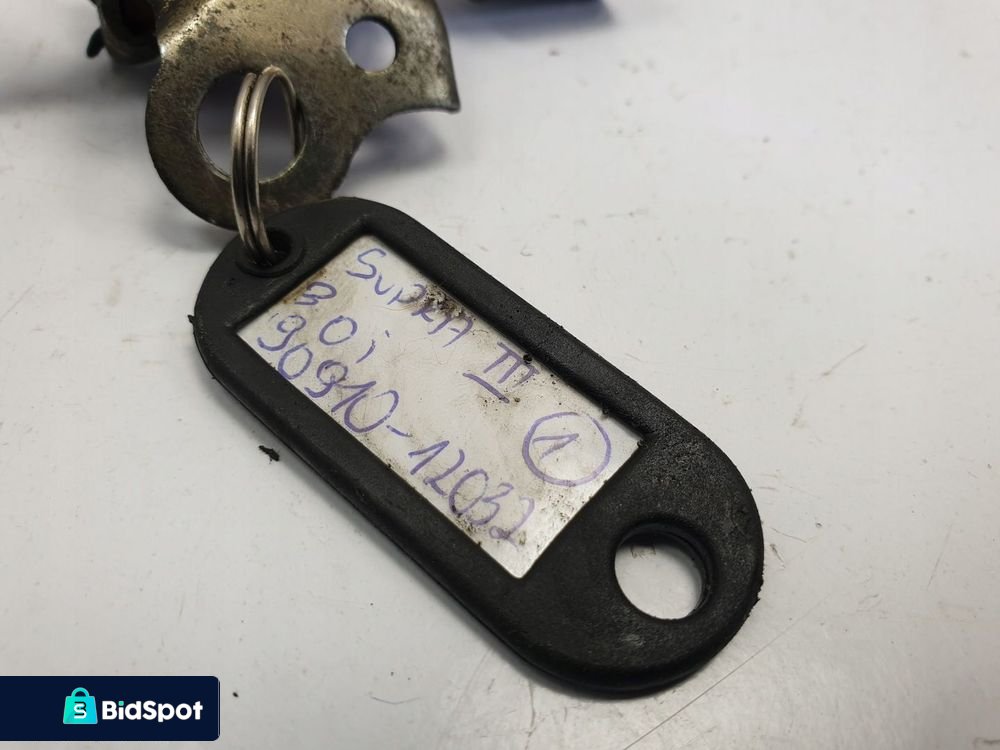 SUPRA III
3.0i
90910-12032
1
BidSpot